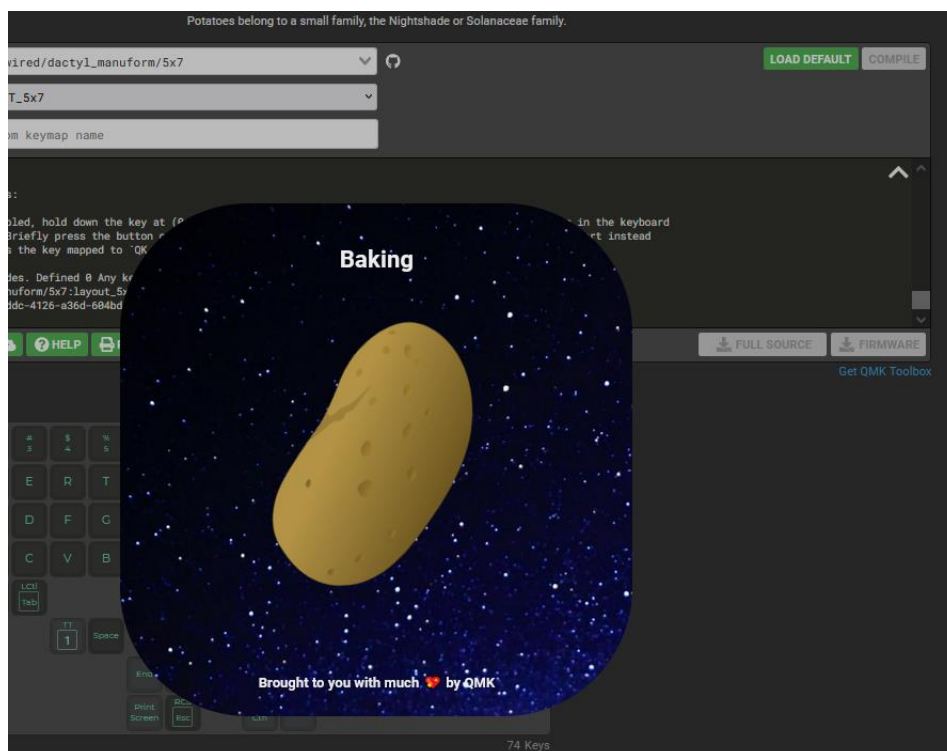 Potatoes belong to a small family, the Nightshade or Solanaceae family.
wired/dactyl_manuform/5x7
LOAD DEFAULT
COMPILE
T_5x7
om keymap name
s:
oled, hold down the key at
in the keyboard
Briefly press the button
rt instead
s the key mapped to `QK
des. Defined 0 Any
nuform/5x7:layout_5x
ddc-4126-a36d-604bd
Baking
HELP
FULL SOURCE
FIRMWARE
Get QMK Toolbox
# $ %
3 4 5
E R T
D F G
C V B
LCtl
Tab
TT
1
Space
End
Print
Screen
Bsc
Brought to you with much ❤️ by QMK
74 Keys